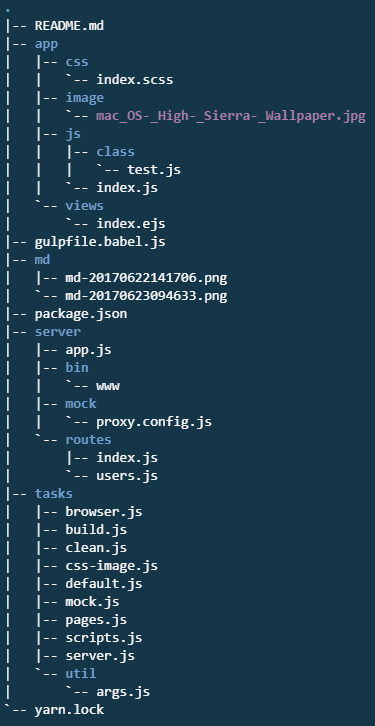 .
|-- README.md
|-- app
|   |-- css
|   |   `-- index.scss
|   |-- image
|   |   `-- mac_OS-_High-_Sierra-_Wallpaper.jpg
|   |-- js
|   |   |-- class
|   |   |   `-- test.js
|   |   `-- index.js
|   `-- views
|       `-- index.ejs
|-- gulpfile.babel.js
|-- md
|   |-- md-20170622141706.png
|   `-- md-20170623094633.png
|-- package.json
|-- server
|   |-- app.js
|   |-- bin
|   |   `-- www
|   |-- mock
|   |   `-- proxy.config.js
|   `-- routes
|       |-- index.js
|       `-- users.js
|-- tasks
|   |-- browser.js
|   |-- build.js
|   |-- clean.js
|   |-- css-image.js
|   |-- default.js
|   |-- mock.js
|   |-- pages.js
|   |-- scripts.js
|   |-- server.js
|   `-- util
|       `-- args.js
`-- yarn.lock